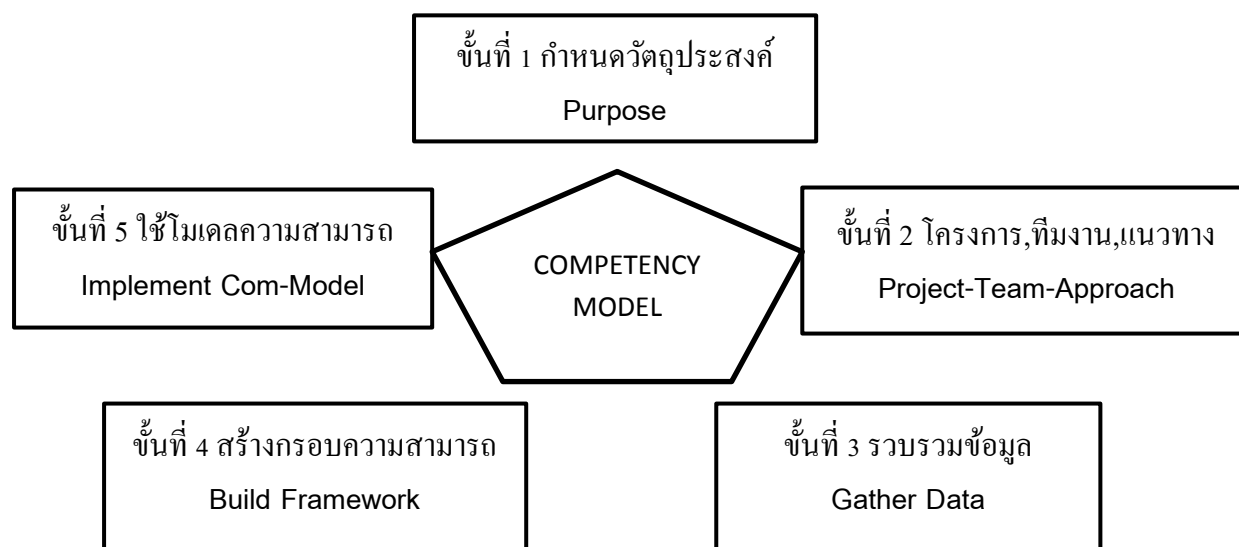 ขั้นที่ 1 กำหนดวัตถุประสงค์
Purpose
ขั้นที่ 5 ใช้โมเดลความสามารถ
Implement Com-Model
COMPETENCY
MODEL
ขั้นที่ 2 โครงการ,ทีมงาน,แนวทาง
Project-Team-Approach
ขั้นที่ 4 สร้างกรอบความสามารถ
Build Framework
ขั้นที่ 3 รวบรวมข้อมูล
Gather Data